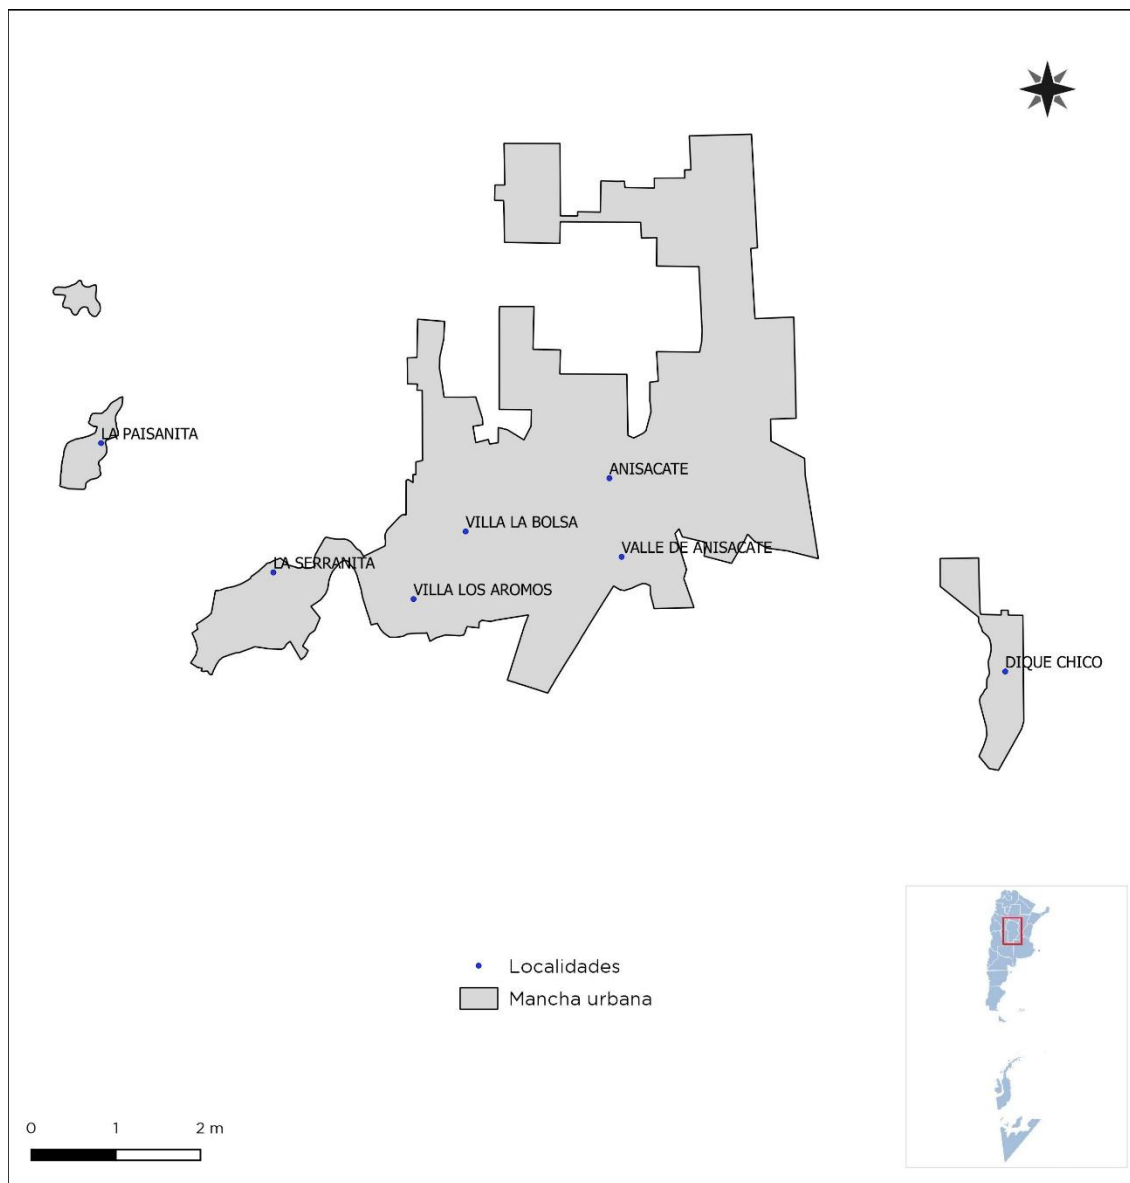 LA PAISANITA
ANISACATE
VILLA LA BOLSA
VALLE DE ANISACATE
LA SERRANITA
VILLA LOS AROMOS
DIQUE CHICO
Localidades
Mancha urbana
0 1 2 m